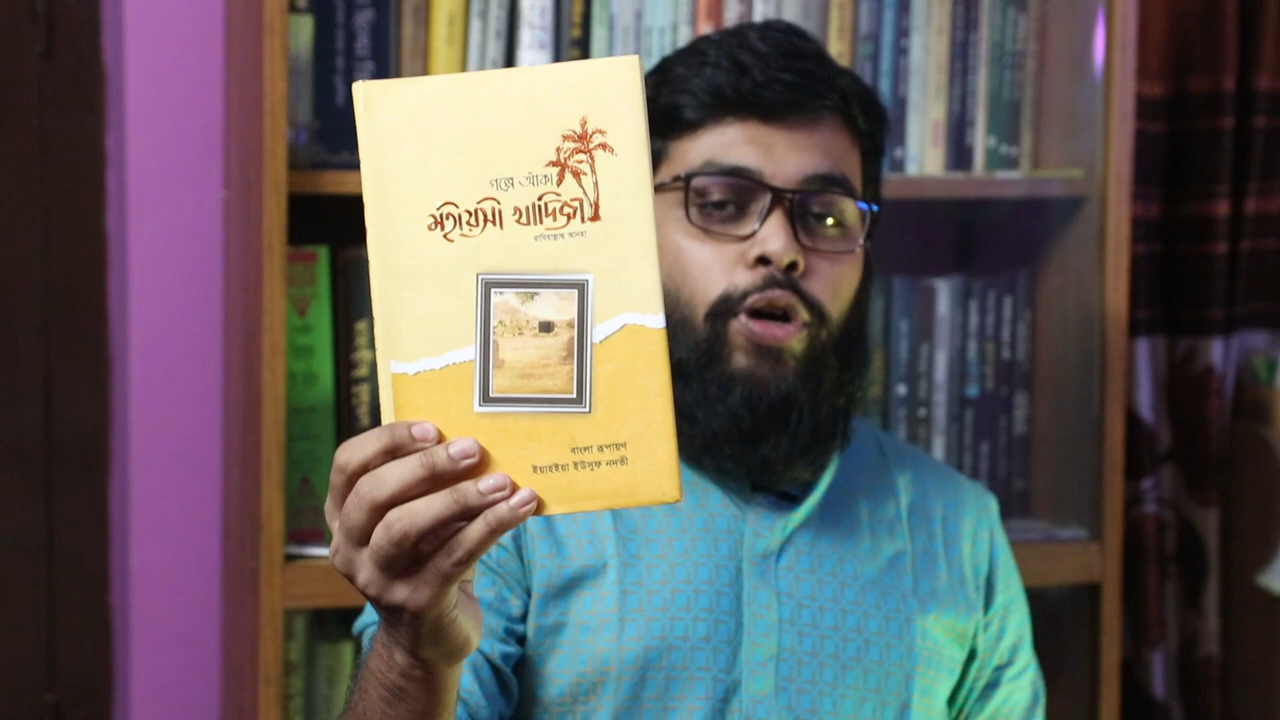 গল্পে আঁকা
মহীয়সী খাদিজা
রাযিয়াল্লাহু আনহা
বাংলা রূপায়ণ
ইয়াহইয়া ইউসুফ নদভী